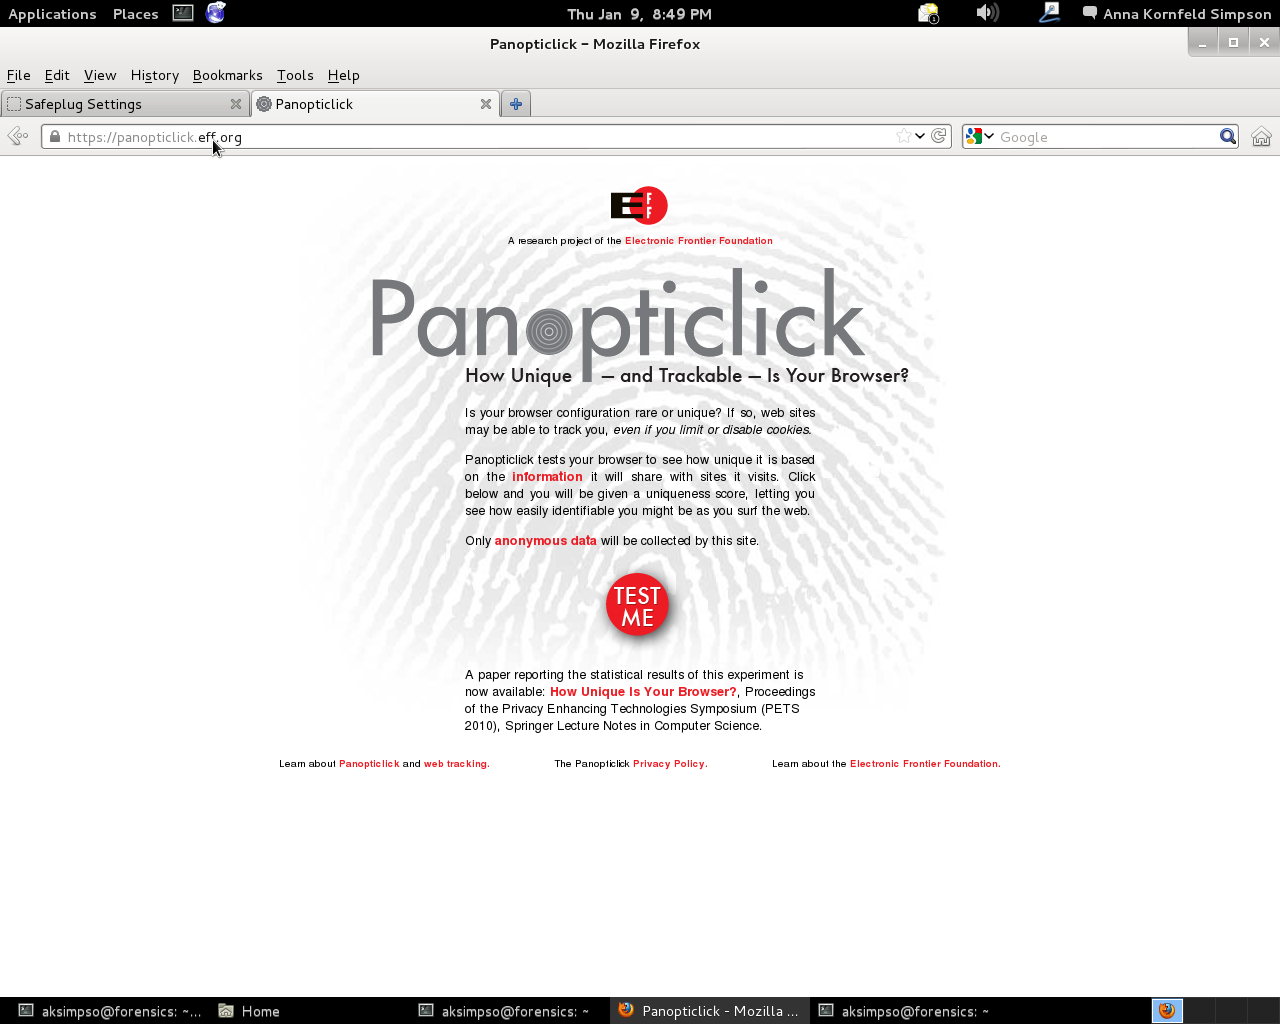 Applications Places Thu Jan 9, 8:49 PM 1 Anna Kornfeld Simpson
Panopticlick - Mozilla Firefox
File Edit View History Bookmarks Tools Help
Safeplug Settings Panopticlick
https://panopticlick.eff.org Google
EFF
A research project of the Electronic Frontier Foundation
Panopticlick
How Unique — and Trackable — Is Your Browser?
Is your browser configuration rare or unique? If so, web sites
may be able to track you, even if you limit or disable cookies.
Panopticlick tests your browser to see how unique it is based
on the information it will share with sites it visits. Click
below and you will be given a uniqueness score, letting you
see how easily identifiable you might be as you surf the web.
Only anonymous data will be collected by this site.
TEST
ME
A paper reporting the statistical results of this experiment is
now available: How Unique Is Your Browser?, Proceedings
of the Privacy Enhancing Technologies Symposium (PETS
2010), Springer Lecture Notes in Computer Science.
Learn about Panopticlick and web tracking. The Panopticlick Privacy Policy. Learn about the Electronic Frontier Foundation.
aksimpso@forensics: ~... Home aksimpso@forensics: ~ Panopticlick - Mozilla ... aksimpso@forensics: ~